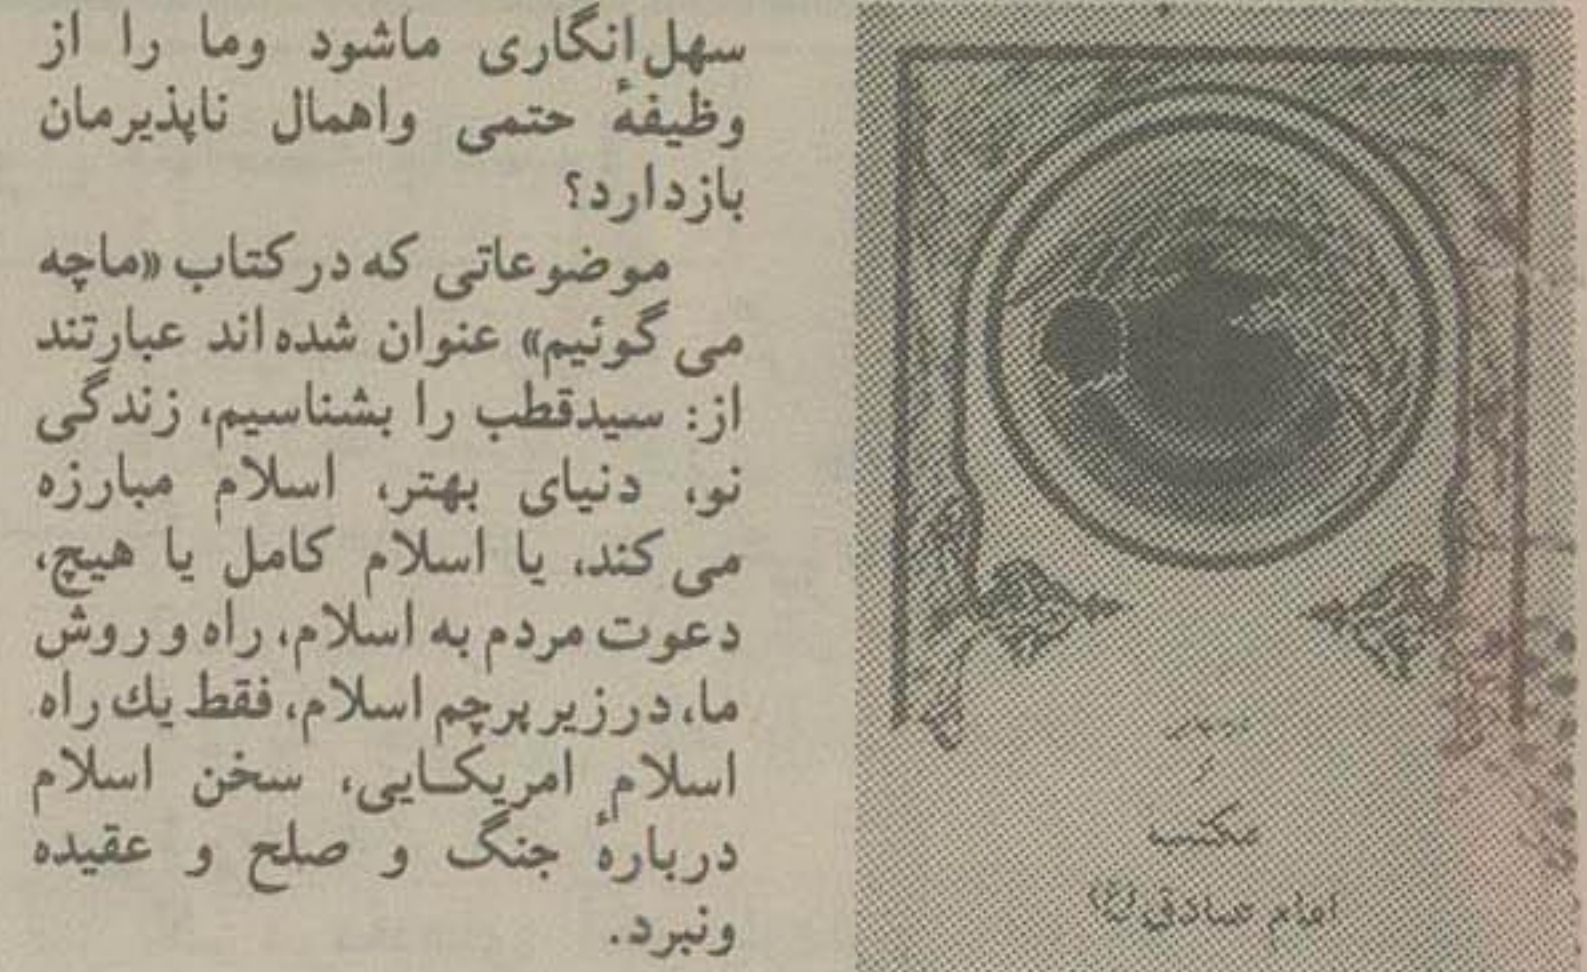 سهل‌انگاری ماشود وما را از
وظیفهٔ حتمی واهمال ناپذیرمان
بازدارد؟
موضوعاتی که در کتاب «ماچه
می گوئیم» عنوان شده اند عبارتند
از: سیدقطب را بشناسیم، زندگی
نو، دنیای بهتر، اسلام مبارزه
می کند، یا اسلام کامل یا هیچ،
دعوت مردم به اسلام، راه و روش
ما، درزیر پرچم اسلام، فقط یك راه
اسلام امریکـایی، سخن اسلام
دربارهٔ جنگ و صلح و عقیده
ونبرد.
از
مکتب
امام صادق (ع)